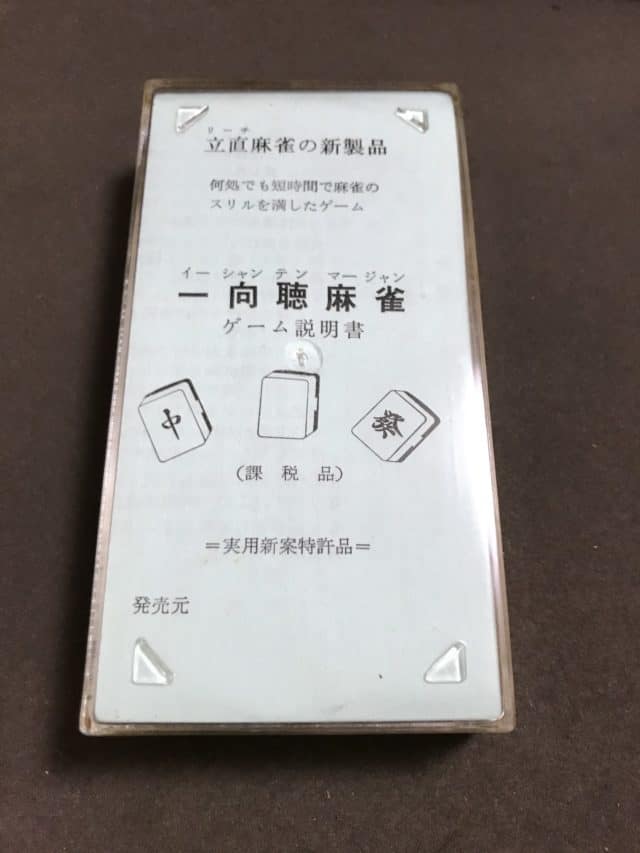 リーチ
立直麻雀の新製品
何処でも短時間で麻雀の
スリルを満したゲーム
イー シャン テン マージャン
一向聴麻雀
ゲーム説明書
中
發
(課税品)
=実用新案特許品=
発売元